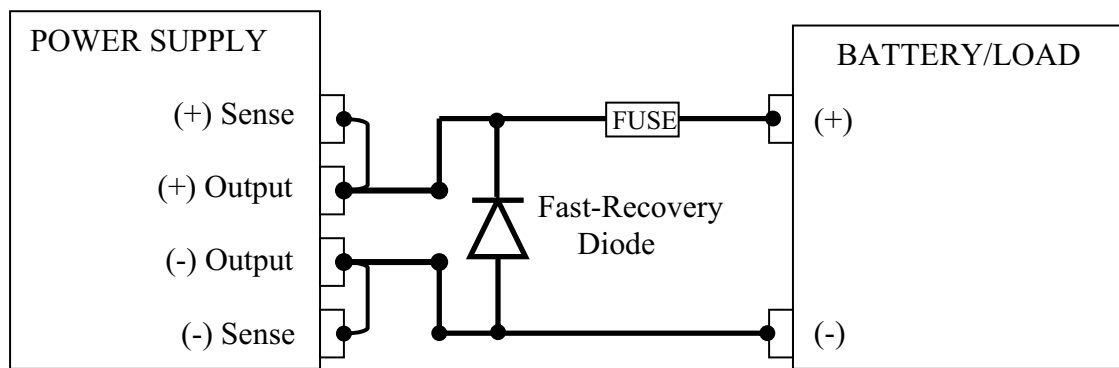 POWER SUPPLY
BATTERY/LOAD
(+) Sense
FUSE
(+)
(+) Output
Fast-Recovery
Diode
(-) Output
(-) Sense
(-)